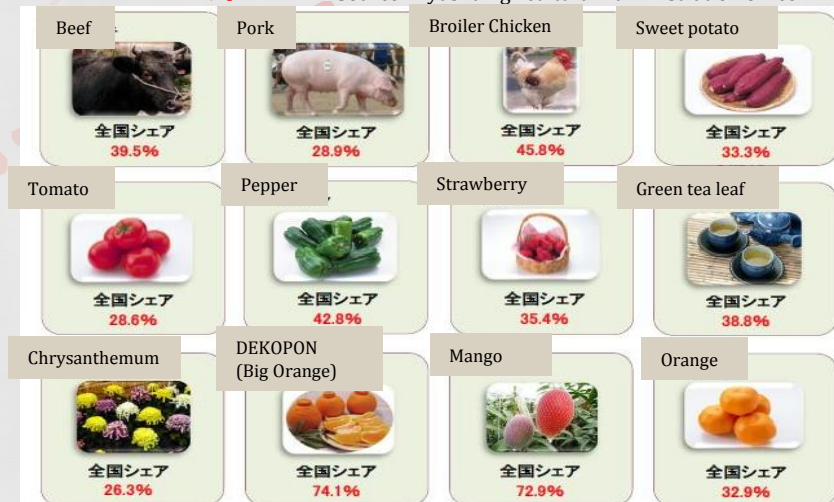 Beef
Pork
Broiler Chicken
Sweet potato
全国シェア
39.5%
全国シェア
28.9%
全国シェア
45.8%
全国シェア
33.3%
Tomato
Pepper
Strawberry
Green tea leaf
全国シェア
28.6%
全国シェア
42.8%
全国シェア
35.4%
全国シェア
38.8%
Chrysanthemum
DEKOPON
(Big Orange)
Mango
Orange
全国シェア
26.3%
全国シェア
74.1%
全国シェア
72.9%
全国シェア
32.9%